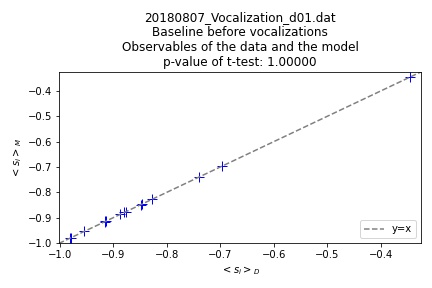 20180807_Vocalization_d01.dat
Baseline before vocalizations
Observables of the data and the model
p-value of t-test: 1.00000
<s_i>_M
−0.4
−0.5
−0.6
−0.7
−0.8
−0.9
−1.0
y=x
−1.0 −0.9 −0.8 −0.7 −0.6 −0.5 −0.4
<s_i>_D